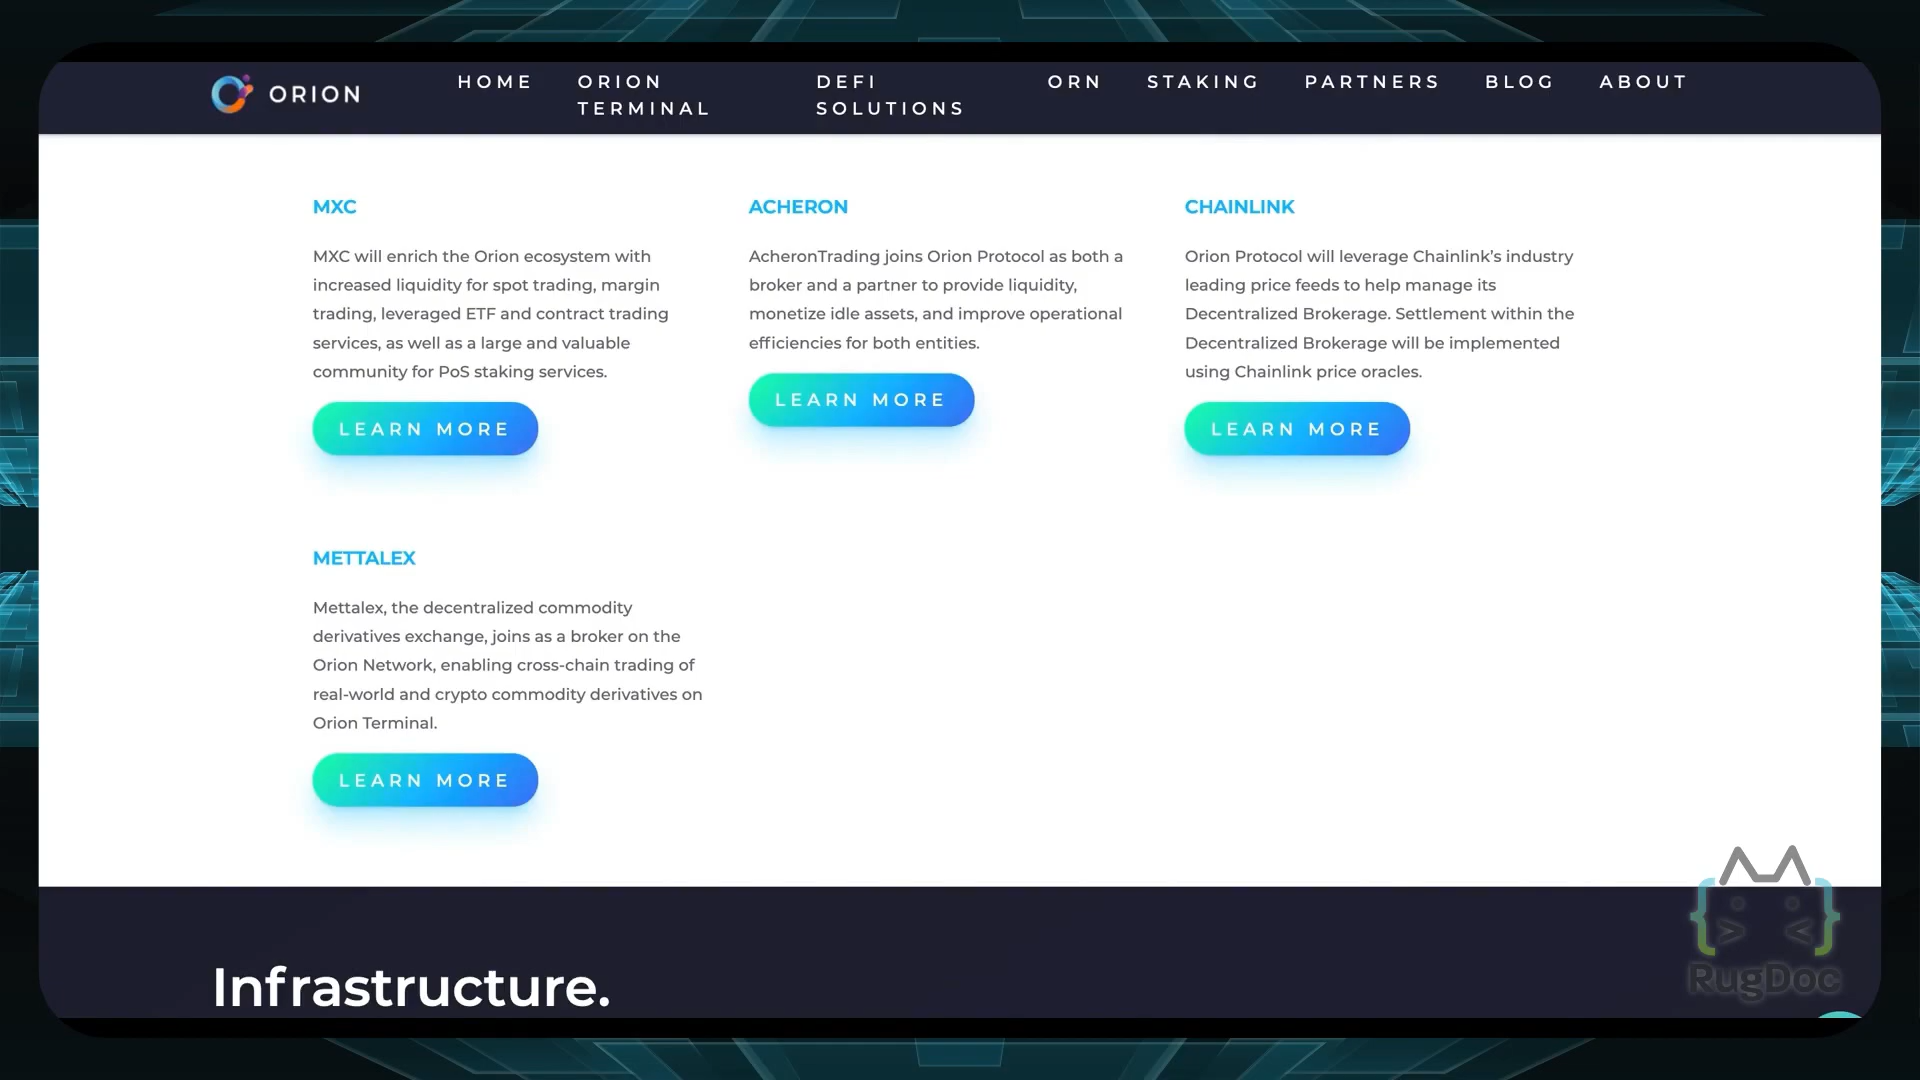 ORION
HOME
ORION
TERMINAL
DEFI
SOLUTIONS
ORN
STAKING
PARTNERS
BLOG
ABOUT
MXC
MXC will enrich the Orion ecosystem with
increased liquidity for spot trading, margin
trading, leveraged ETF and contract trading
services, as well as a large and valuable
community for PoS staking services.
LEARN MORE
ACHERON
AcheronTrading joins Orion Protocol as both a
broker and a partner to provide liquidity,
monetize idle assets, and improve operational
efficiencies for both entities.
LEARN MORE
CHAINLINK
Orion Protocol will leverage Chainlink’s industry
leading price feeds to help manage its
Decentralized Brokerage. Settlement within the
Decentralized Brokerage will be implemented
using Chainlink price oracles.
LEARN MORE
METTALEX
Mettalex, the decentralized commodity
derivatives exchange, joins as a broker on the
Orion Network, enabling cross-chain trading of
real-world and crypto commodity derivatives on
Orion Terminal.
LEARN MORE
Infrastructure.
RugDoc